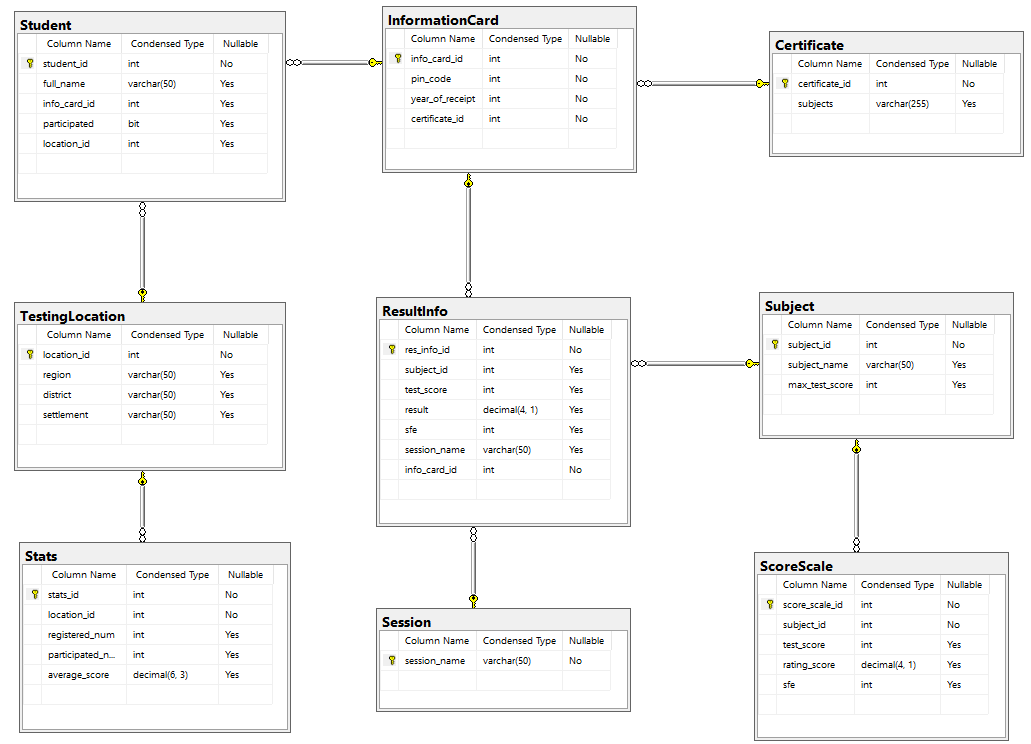 Student
Column Name Condensed Type Nullable
student_id int No
full_name varchar(50) Yes
info_card_id int Yes
participated bit Yes
location_id int Yes
InformationCard
Column Name Condensed Type Nullable
info_card_id int No
pin_code int No
year_of_receipt int No
certificate_id int No
Certificate
Column Name Condensed Type Nullable
certificate_id int No
subjects varchar(255) Yes
TestingLocation
Column Name Condensed Type Nullable
location_id int No
region varchar(50) Yes
district varchar(50) Yes
settlement varchar(50) Yes
ResultInfo
Column Name Condensed Type Nullable
res_info_id int No
subject_id int Yes
test_score int Yes
result decimal(4, 1) Yes
sfe int Yes
session_name varchar(50) Yes
info_card_id int No
Subject
Column Name Condensed Type Nullable
subject_id int No
subject_name varchar(50) Yes
max_test_score int Yes
Stats
Column Name Condensed Type Nullable
stats_id int No
location_id int No
registered_num int Yes
participated_n... int Yes
average_score decimal(6, 3) Yes
Session
Column Name Condensed Type Nullable
session_name varchar(50) No
ScoreScale
Column Name Condensed Type Nullable
score_scale_id int No
subject_id int No
test_score int Yes
rating_score decimal(4, 1) Yes
sfe int Yes